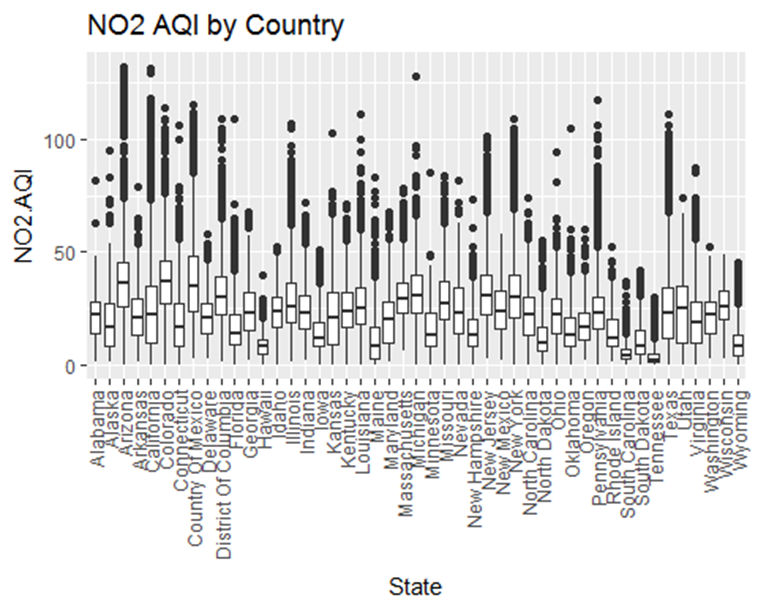 NO2 AQI by Country
NO2.AQI
100
50
0
Alabama
Alaska
Arizona
Arkansas
California
Colorado
Connecticut
Country Of Mexico
Delaware
District Of Columbia
Florida
Georgia
Hawaii
Idaho
Illinois
Indiana
Iowa
Kansas
Kentucky
Louisiana
Maine
Maryland
Massachusetts
Michigan
Minnesota
Missouri
Nevada
New Hampshire
New Jersey
New Mexico
New York
North Carolina
North Dakota
Ohio
Oklahoma
Oregon
Pennsylvania
Rhode Island
South Carolina
South Dakota
Tennessee
Texas
Utah
Virginia
Washington
Wisconsin
Wyoming
State